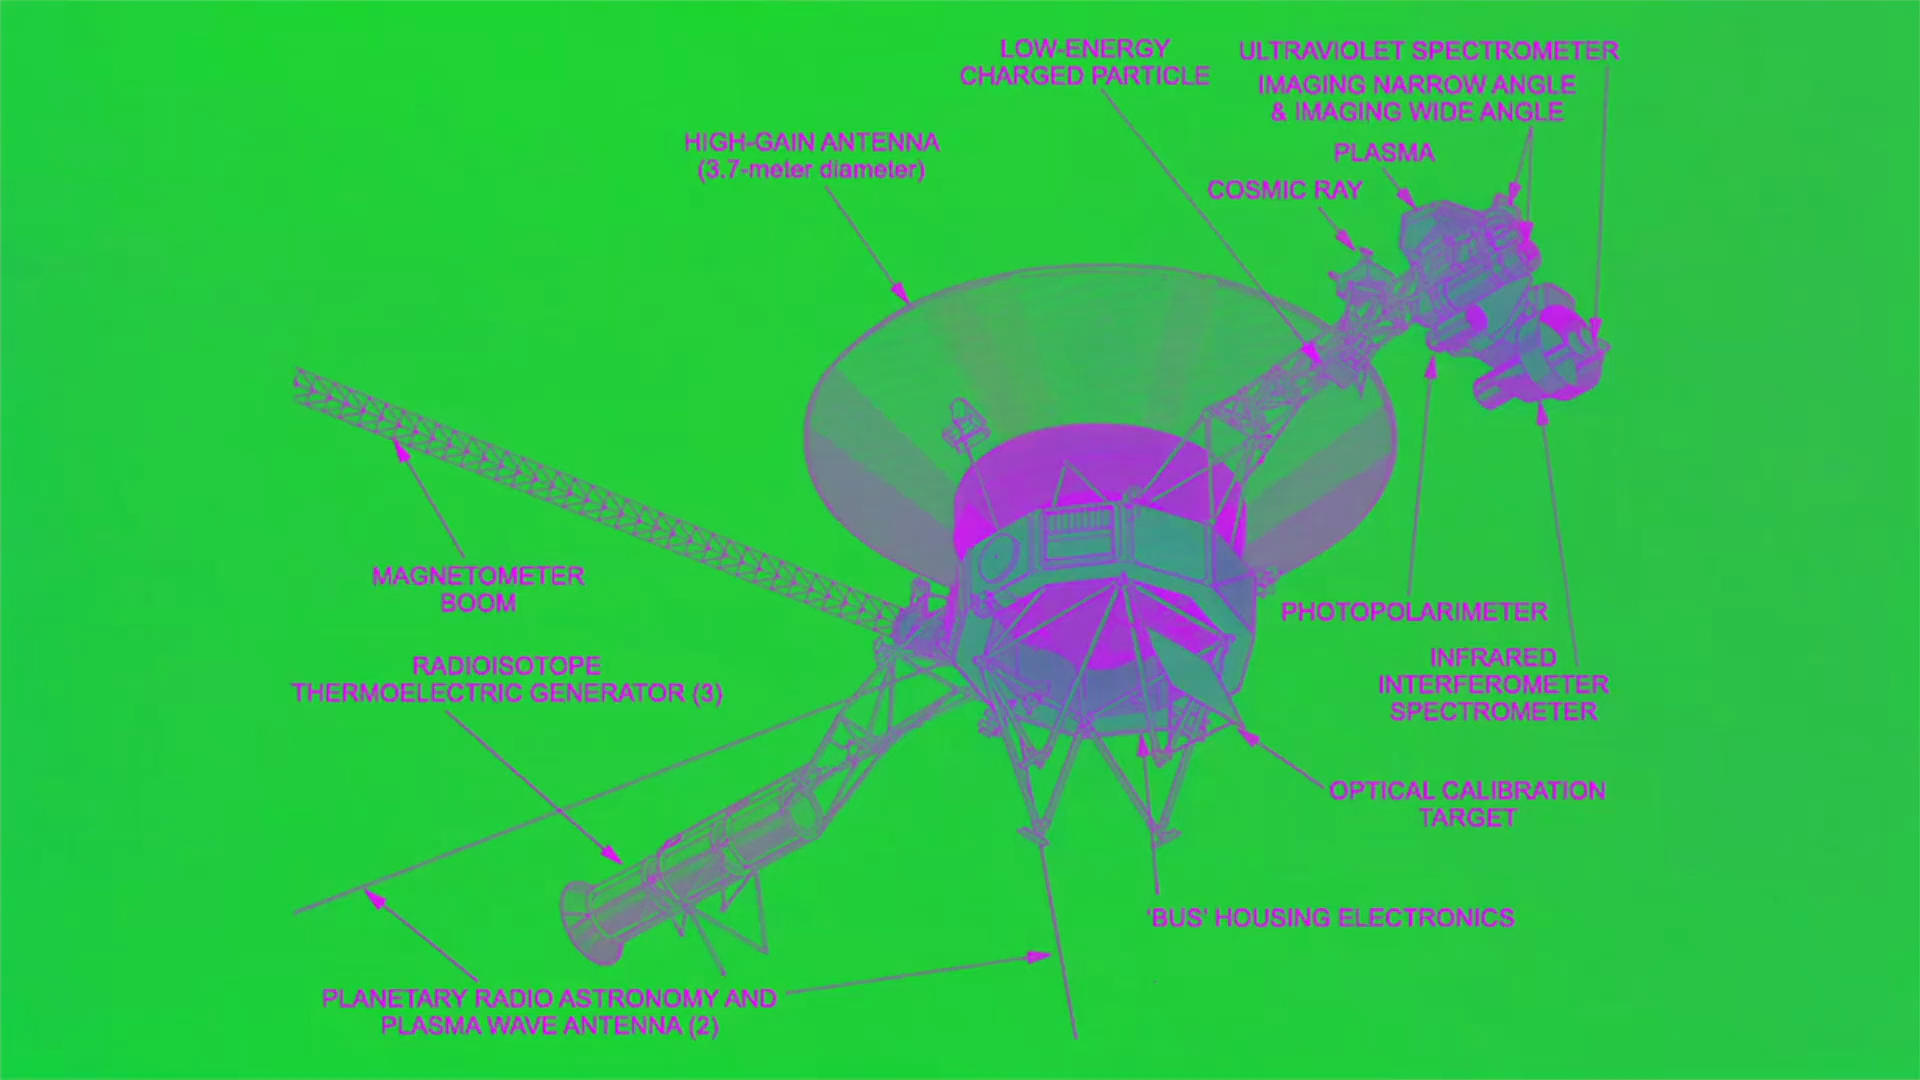 LOW-ENERGY
CHARGED PARTICLE
ULTRAVIOLET SPECTROMETER
IMAGING NARROW ANGLE
& IMAGING WIDE ANGLE
HIGH-GAIN ANTENNA
(3.7-meter diameter)
PLASMA
COSMIC RAY
MAGNETOMETER
BOOM
PHOTOPOLARIMETER
INFRARED
INTERFEROMETER
SPECTROMETER
RADIOISOTOPE
THERMOELECTRIC GENERATOR (3)
OPTICAL CALIBRATION
TARGET
'BUS' HOUSING ELECTRONICS
PLANETARY RADIO ASTRONOMY AND
PLASMA WAVE ANTENNA (2)